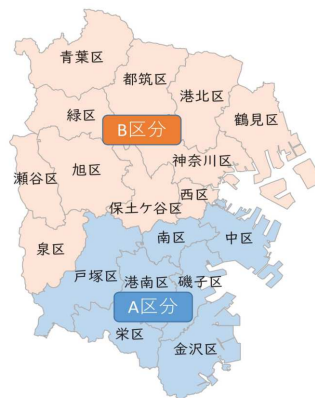 青葉区
都筑区
港北区
緑区
鶴見区
B区分
神奈川区
旭区
瀬谷区
西区
保土ケ谷区
泉区
南区
中区
戸塚区
港南区
磯子区
A区分
栄区
金沢区